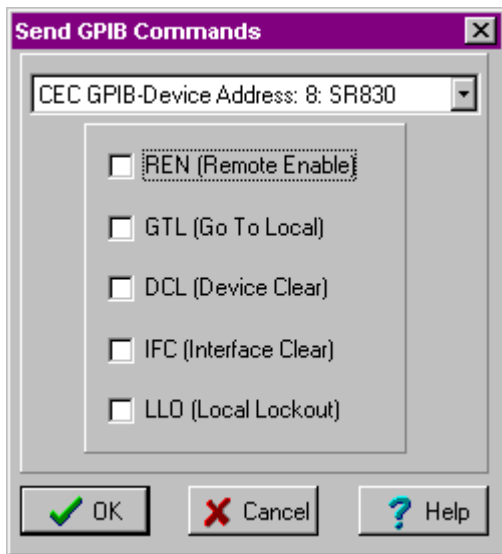 Send GPIB Commands
CEC GPIB-Device Address: 8: SR830
REN (Remote Enable)
GTL (Go To Local)
DCL (Device Clear)
IFC (Interface Clear)
LLO (Local Lockout)
OK
Cancel
Help